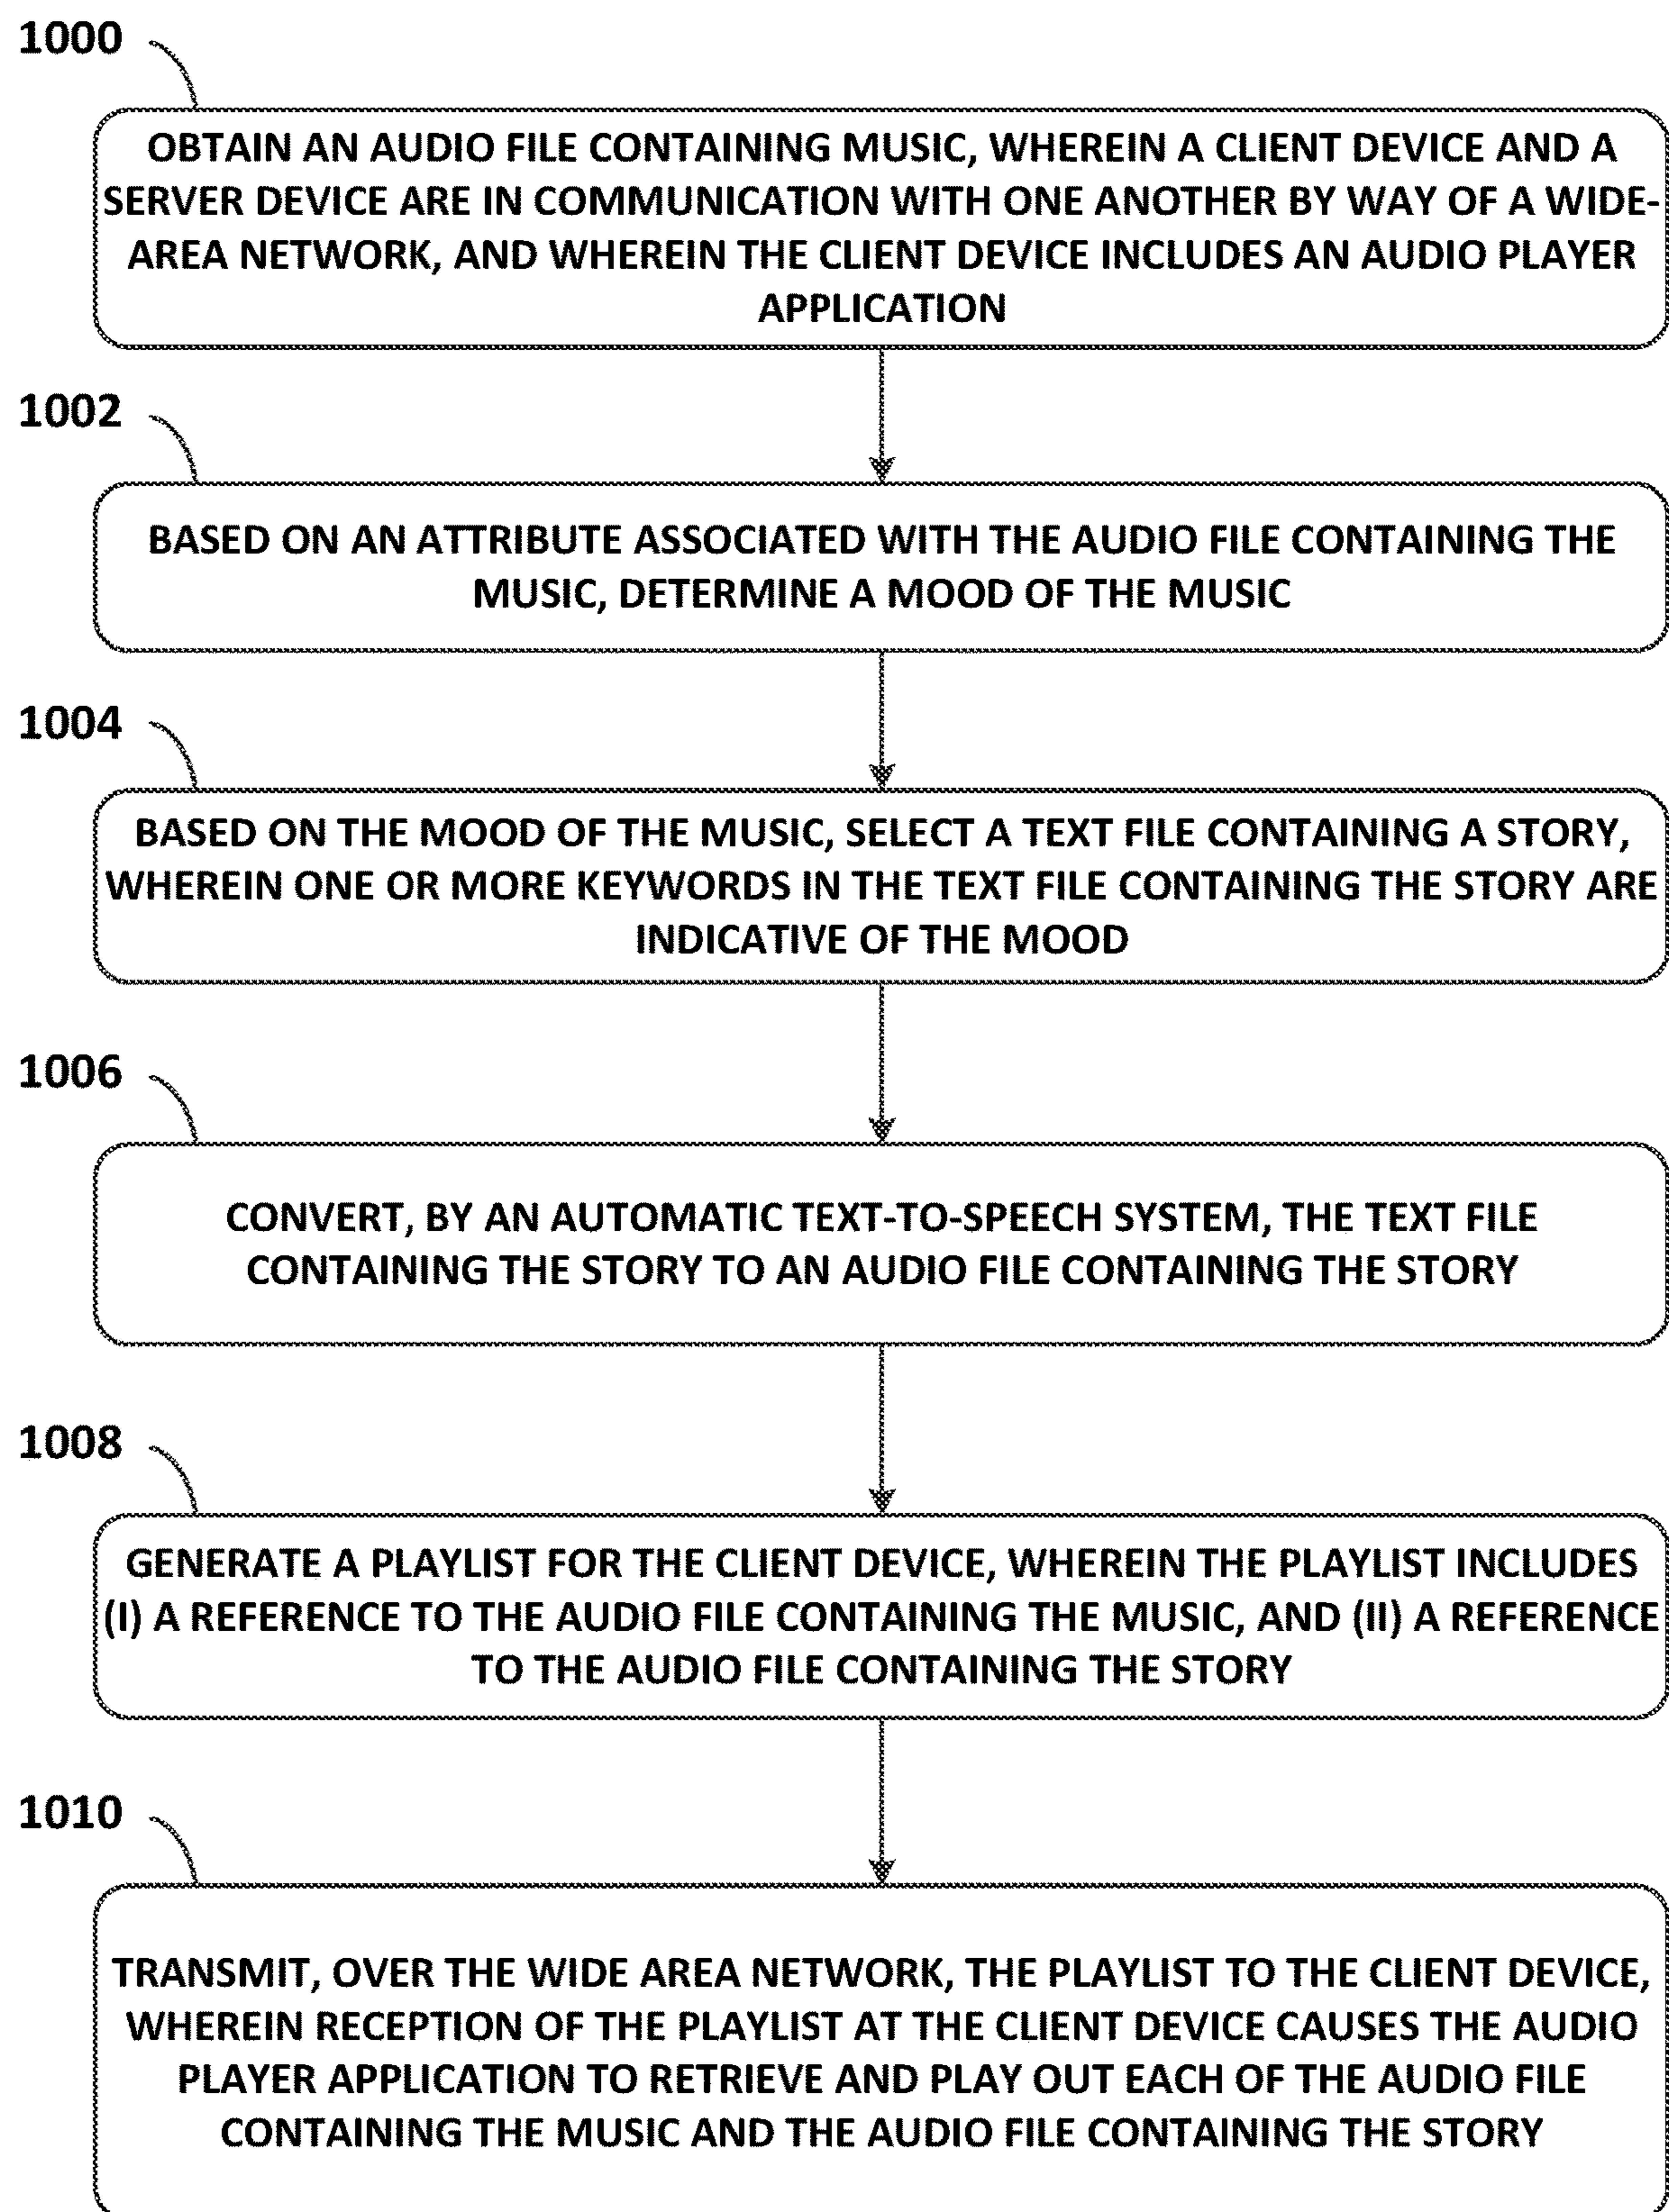 1000
OBTAIN AN AUDIO FILE CONTAINING MUSIC, WHEREIN A CLIENT DEVICE AND A
SERVER DEVICE ARE IN COMMUNICATION WITH ONE ANOTHER BY WAY OF A WIDE-
AREA NETWORK, AND WHEREIN THE CLIENT DEVICE INCLUDES AN AUDIO PLAYER
APPLICATION
1002
BASED ON AN ATTRIBUTE ASSOCIATED WITH THE AUDIO FILE CONTAINING THE
MUSIC, DETERMINE A MOOD OF THE MUSIC
1004
BASED ON THE MOOD OF THE MUSIC, SELECT A TEXT FILE CONTAINING A STORY,
WHEREIN ONE OR MORE KEYWORDS IN THE TEXT FILE CONTAINING THE STORY ARE
INDICATIVE OF THE MOOD
1006
CONVERT, BY AN AUTOMATIC TEXT-TO-SPEECH SYSTEM, THE TEXT FILE
CONTAINING THE STORY TO AN AUDIO FILE CONTAINING THE STORY
1008
GENERATE A PLAYLIST FOR THE CLIENT DEVICE, WHEREIN THE PLAYLIST INCLUDES
(I) A REFERENCE TO THE AUDIO FILE CONTAINING THE MUSIC, AND (II) A REFERENCE
TO THE AUDIO FILE CONTAINING THE STORY
1010
TRANSMIT, OVER THE WIDE AREA NETWORK, THE PLAYLIST TO THE CLIENT DEVICE,
WHEREIN RECEPTION OF THE PLAYLIST AT THE CLIENT DEVICE CAUSES THE AUDIO
PLAYER APPLICATION TO RETRIEVE AND PLAY OUT EACH OF THE AUDIO FILE
CONTAINING THE MUSIC AND THE AUDIO FILE CONTAINING THE STORY